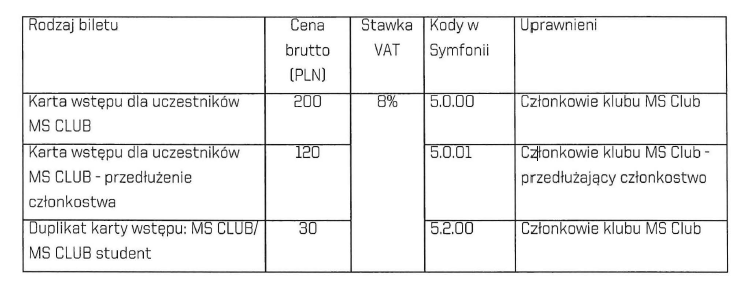 Rodzaj biletu
Cena
brutto
(PLN)
Stawka
VAT
Kody w
Symfonii
Uprawnieni
Karta wstępu dla uczestników
MS CLUB
200
8%
5.0.00
Członkowie klubu MS Club
Karta wstępu dla uczestników
MS CLUB - przedłużenie
członkostwa
120
5.0.01
Członkowie klubu MS Club -
przedłużający członkostwo
Duplikat karty wstępu: MS CLUB/
MS CLUB student
30
5.2.00
Członkowie klubu MS Club